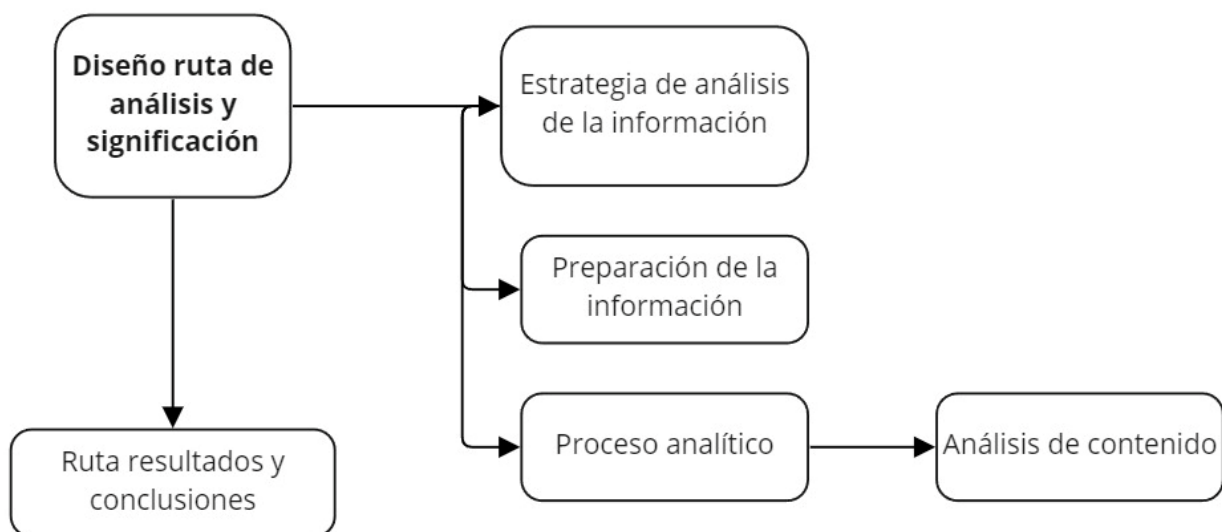 Diseño ruta de
análisis y
significación
Estrategia de análisis
de la información
Preparación de la
información
Proceso analítico
Análisis de contenido
Ruta resultados y
conclusiones